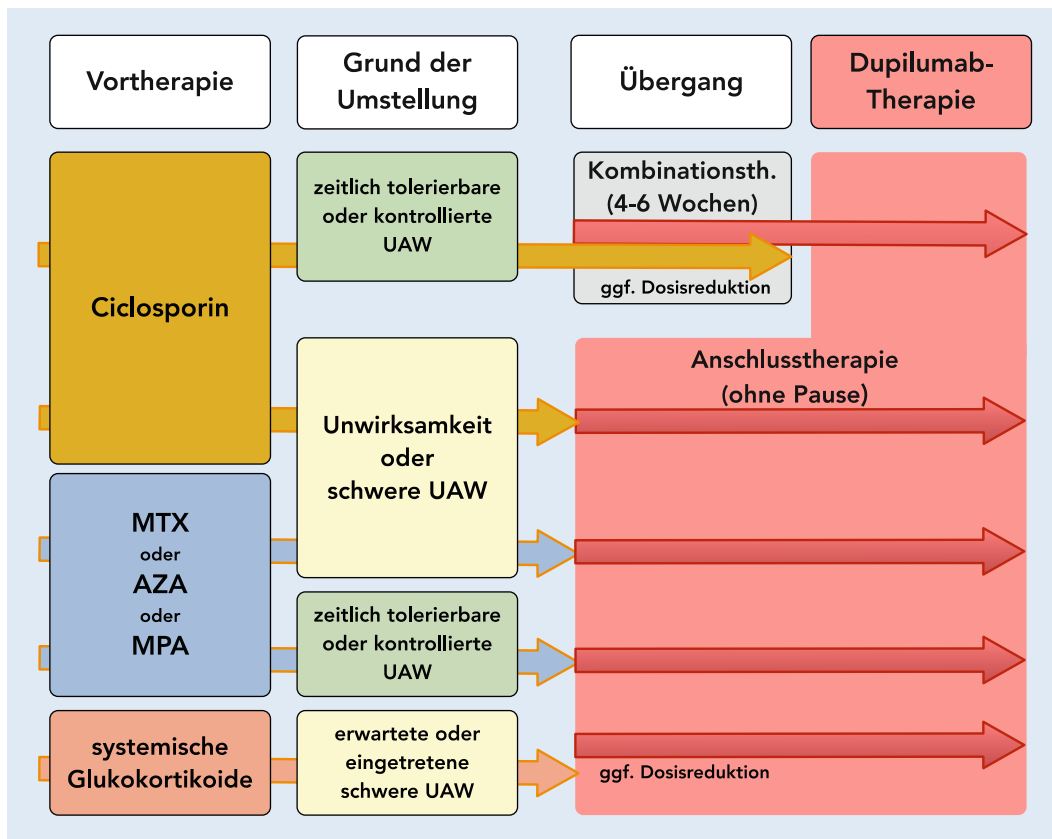 Vortherapie
Grund der
Umstellung
Übergang
Dupilumab-
Therapie
Ciclosporin
zeitlich tolerierbare
oder kontrollierte
UAW
Kombinationsth.
(4-6 Wochen)
ggf. Dosisreduktion
Unwirksamkeit
oder
schwere UAW
Anschlusstherapie
(ohne Pause)
MTX
oder
AZA
oder
MPA
zeitlich tolerierbare
oder kontrollierte
UAW
systemische
Glukokortikoide
erwartete oder
eingetretene
schwere UAW
ggf. Dosisreduktion